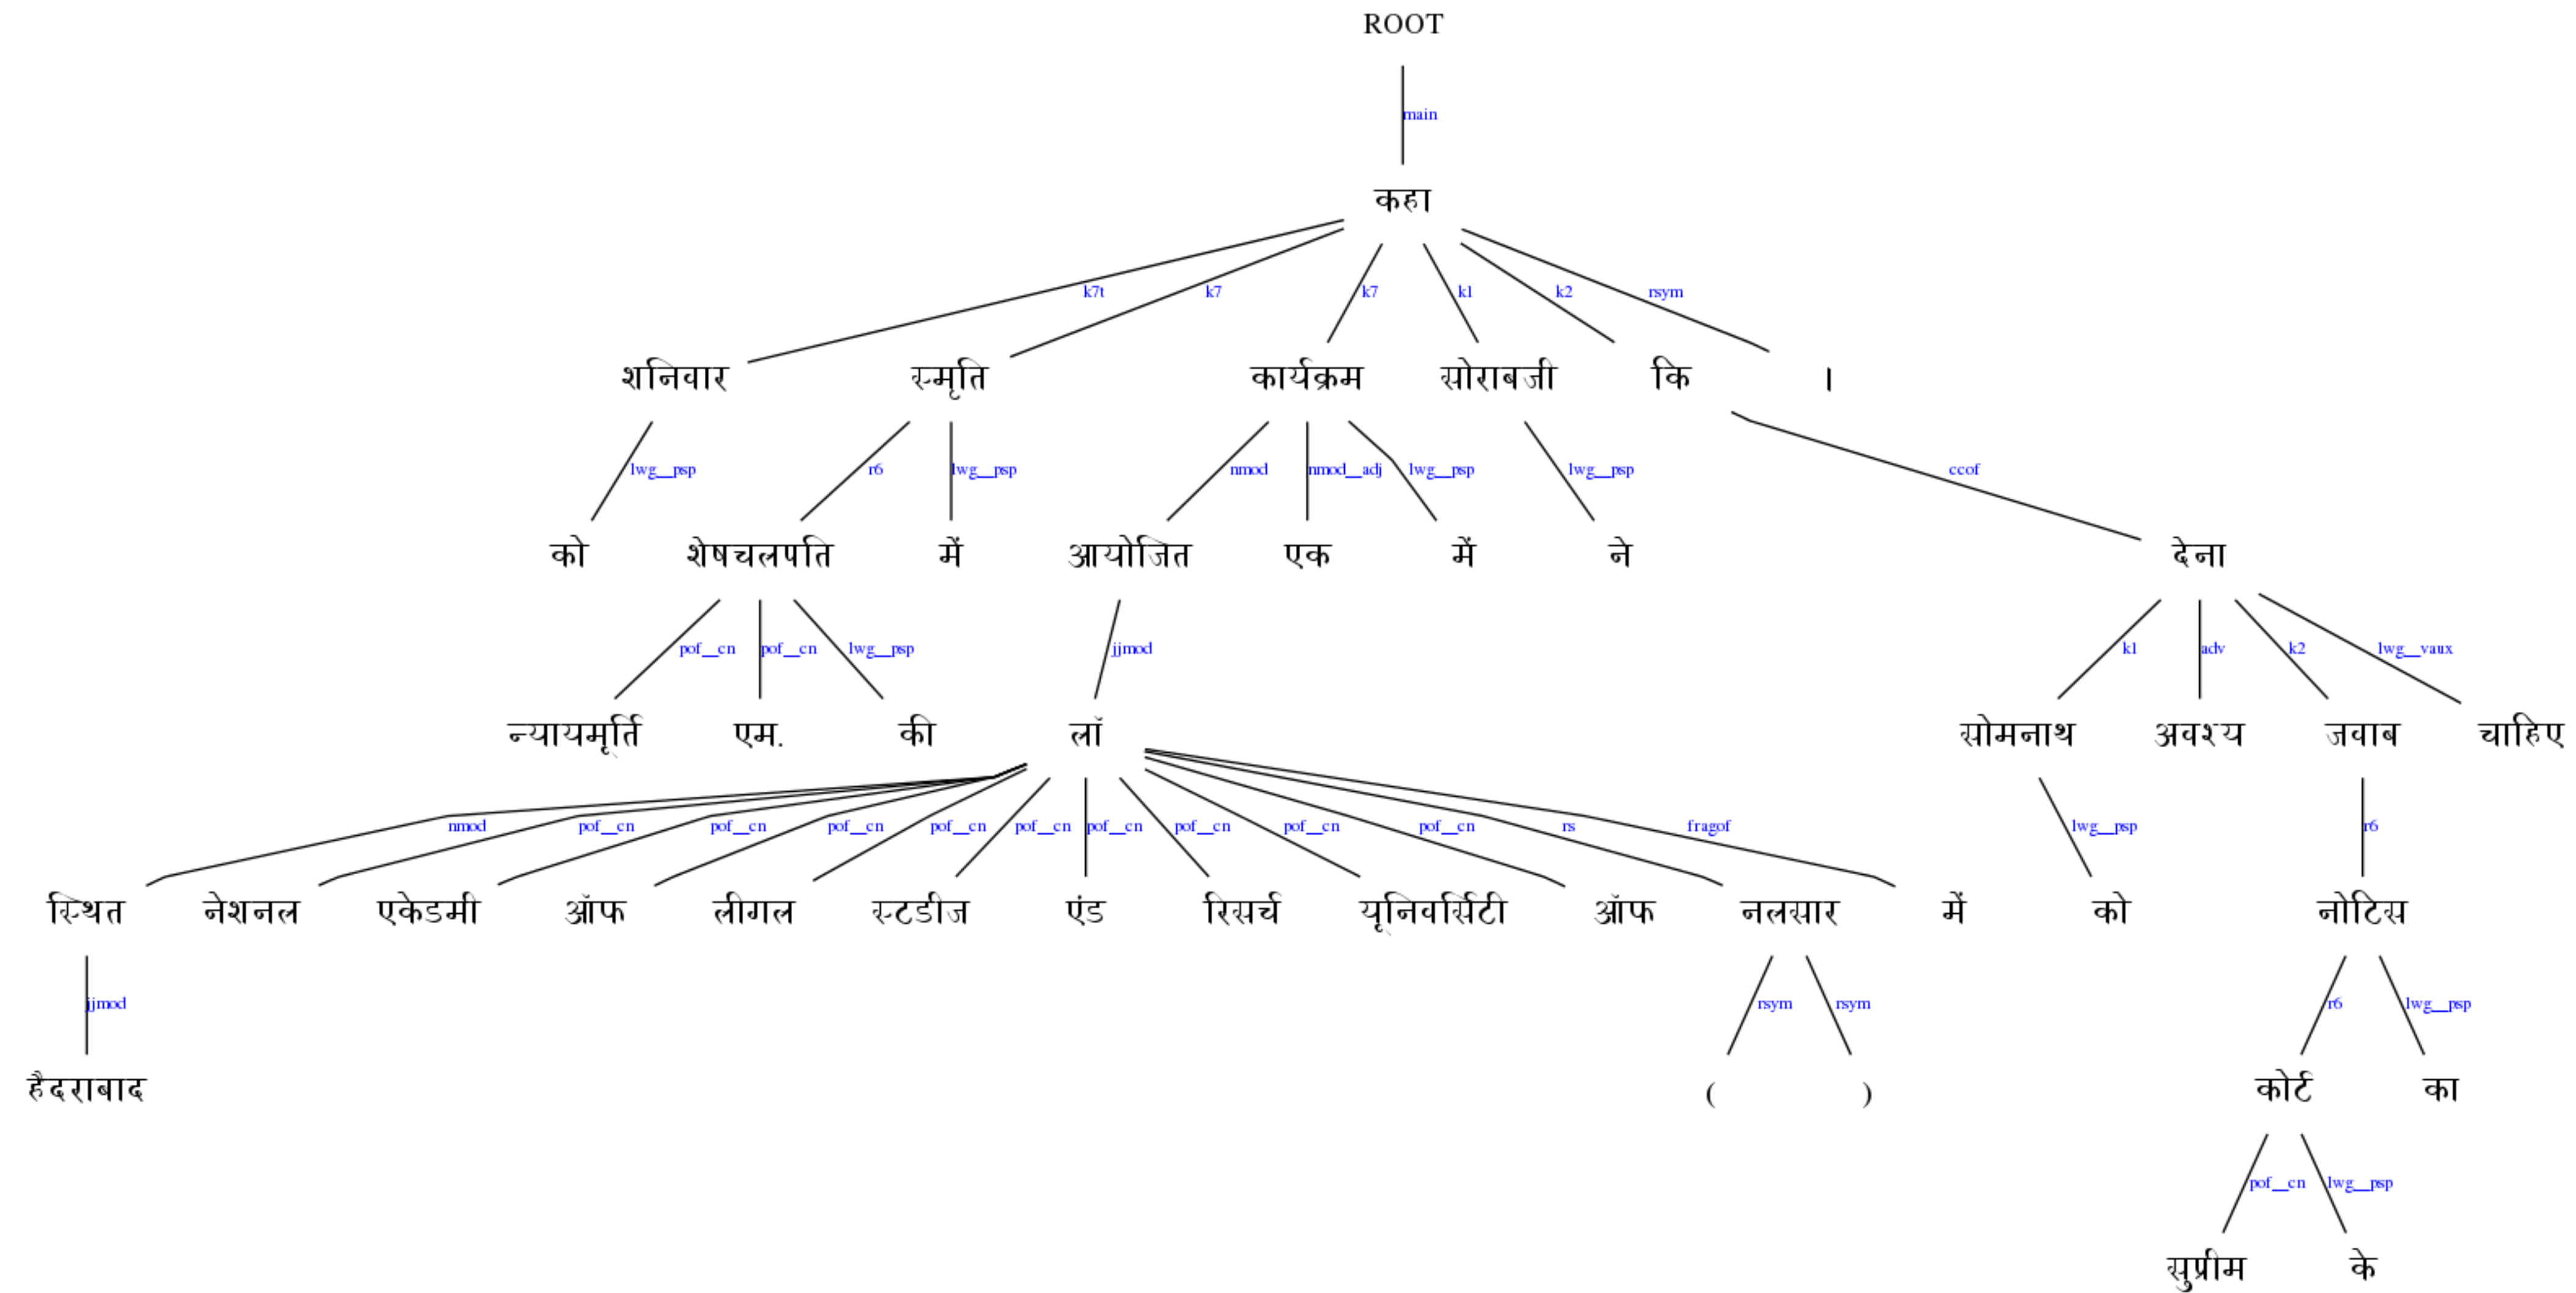 ROOT
main
कहा
k7t k7 k7 k1 k2 rsym
शनिवार स्मृति कार्यक्रम सोराबजी कि ।
lwg__psp r6 lwg__psp nmod nmod__adj lwg__psp lwg__psp ccof
को शेषचलपति में आयोजित एक में ने देना
pof__cn pof__cn lwg__psp jjmod k1 adv k2 lwg__vaux
न्यायमूर्ति एम. की लॉ सोमनाथ अवश्य जवाब चाहिए
nmod pof__cn pof__cn pof__cn pof__cn pof__cn pof__cn pof__cn pof__cn pof__cn rs fragof lwg__psp r6
स्थित नेशनल एकेडमी ऑफ लीगल स्टडीज एंड रिसर्च यूनिवर्सिटी ऑफ नलसार में को नोटिस
jjmod rsym rsym r6 lwg__psp
हैदराबाद ( ) कोर्ट का
pof__cn lwg__psp
सुप्रीम के